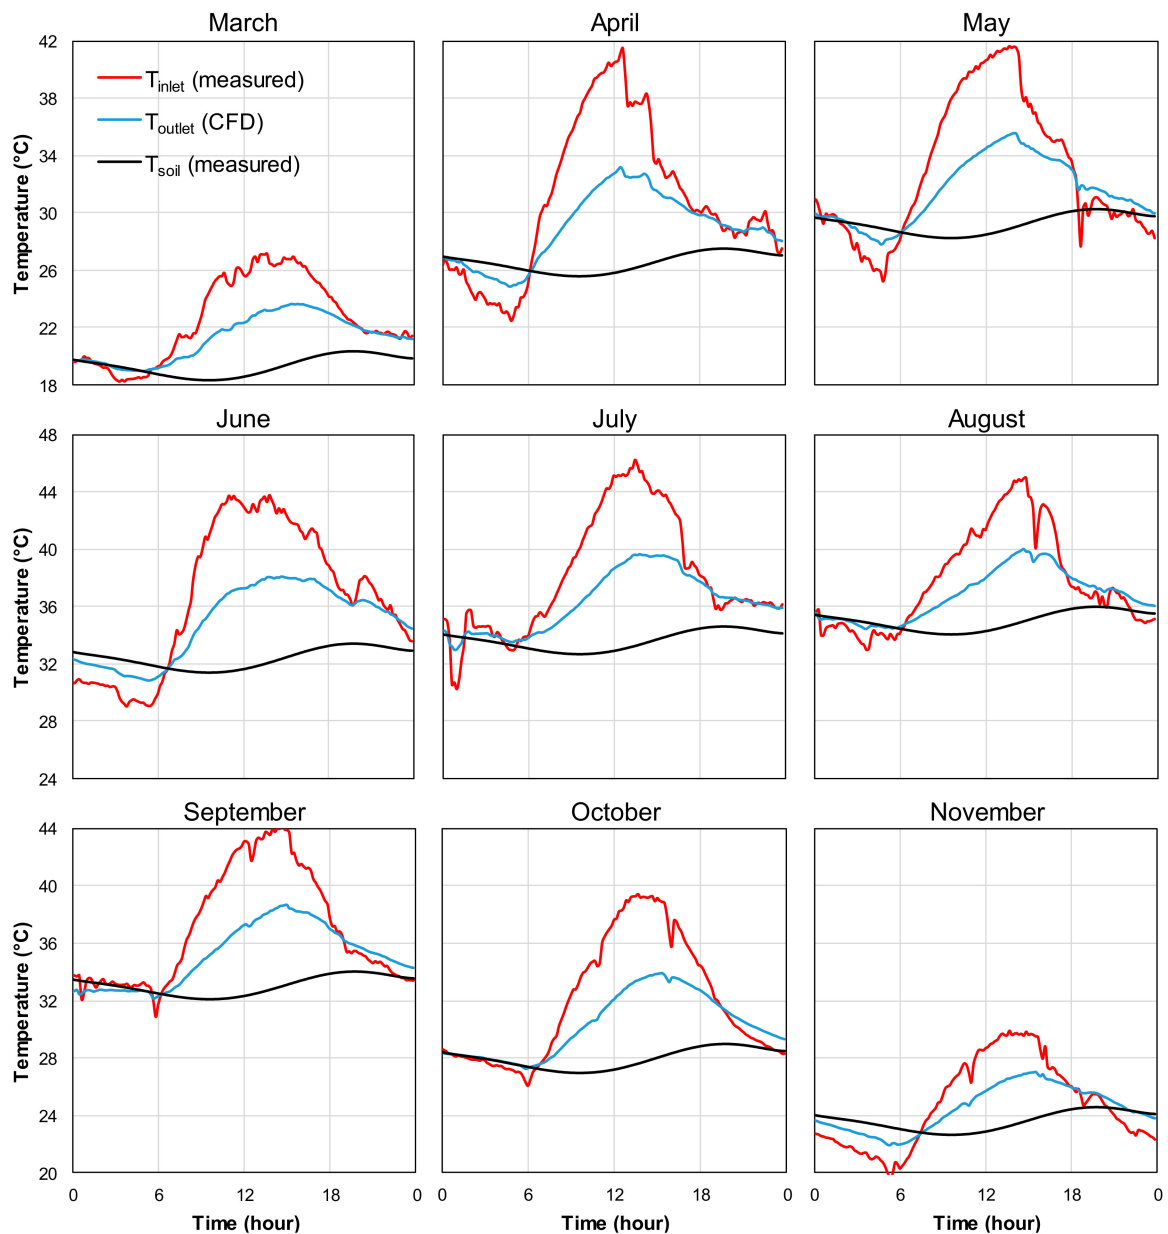 March
April
May
42
38
34
30
26
22
18
Temperature (°C)
Tinlet (measured)
Toutlet (CFD)
Tsoil (measured)
June
July
August
48
44
40
36
32
28
24
Temperature (°C)
September
October
November
44
40
36
32
28
24
20
Temperature (°C)
0 6 12 18 0
0 6 12 18 0
0 6 12 18 0
Time (hour)
Time (hour)
Time (hour)